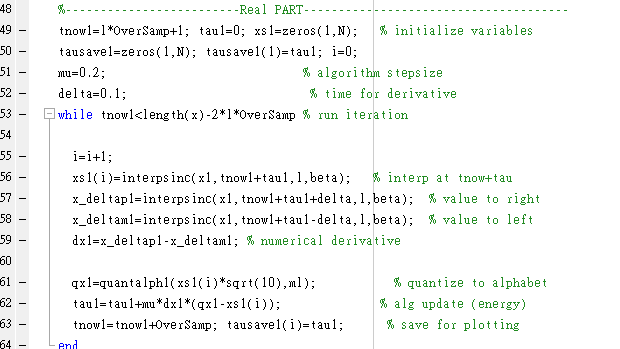 48 %-------------------------Real PART--------------------------------------
49 - tnow1=l*OverSamp+1; tau1=0; xs1=zeros(1,N); % initialize variables
50 - tausave1=zeros(1,N); tausave1(1)=tau1; i=0;
51 - mu=0.2; % algorithm stepsize
52 - delta=0.1; % time for derivative
53 - while tnow1<length(x)-2*l*OverSamp % run iteration
54
55 - i=i+1;
56 - xs1(i)=interpsinc(x1,tnow1+tau1,l,beta); % interp at tnow+tau
57 - x_deltap1=interpsinc(x1,tnow1+tau1+delta,l,beta); % value to right
58 - x_deltam1=interpsinc(x1,tnow1+tau1-delta,l,beta); % value to left
59 - dx1=x_deltap1-x_deltam1; % numerical derivative
60
61 - qx1=quantalph1(xs1(i)*sqrt(10),m1); % quantize to alphabet
62 - tau1=tau1+mu*dx1*(qx1-xs1(i)); % alg update (energy)
63 - tnow1=tnow1+OverSamp; tausave1(i)=tau1; % save for plotting
64 - end